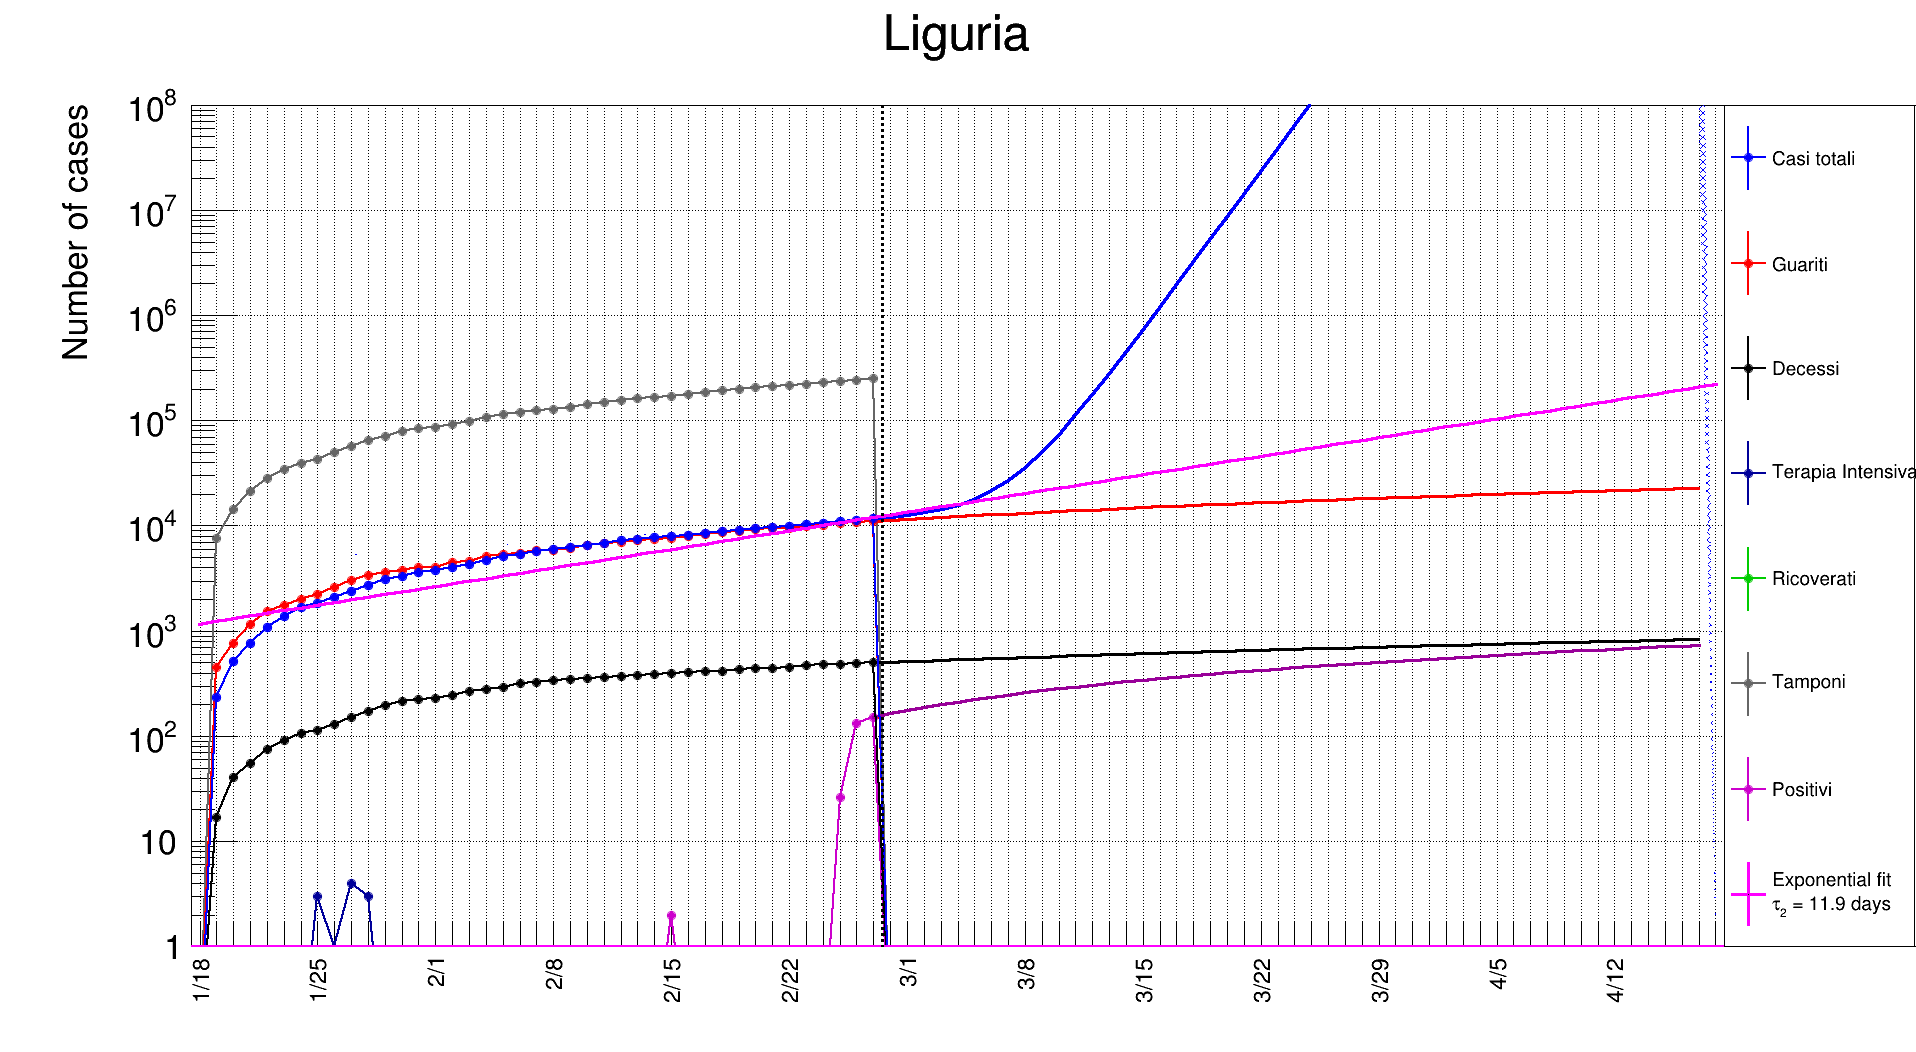 Liguria
Number of cases
10^8
10^7
10^6
10^5
10^4
10^3
10^2
10
1
1/18
1/25
2/1
2/8
2/15
2/22
3/1
3/8
3/15
3/22
3/29
4/5
4/12
Casi totali
Guariti
Decessi
Terapia Intensiva
Ricoverati
Tamponi
Positivi
Exponential fit
τ₂ = 11.9 days